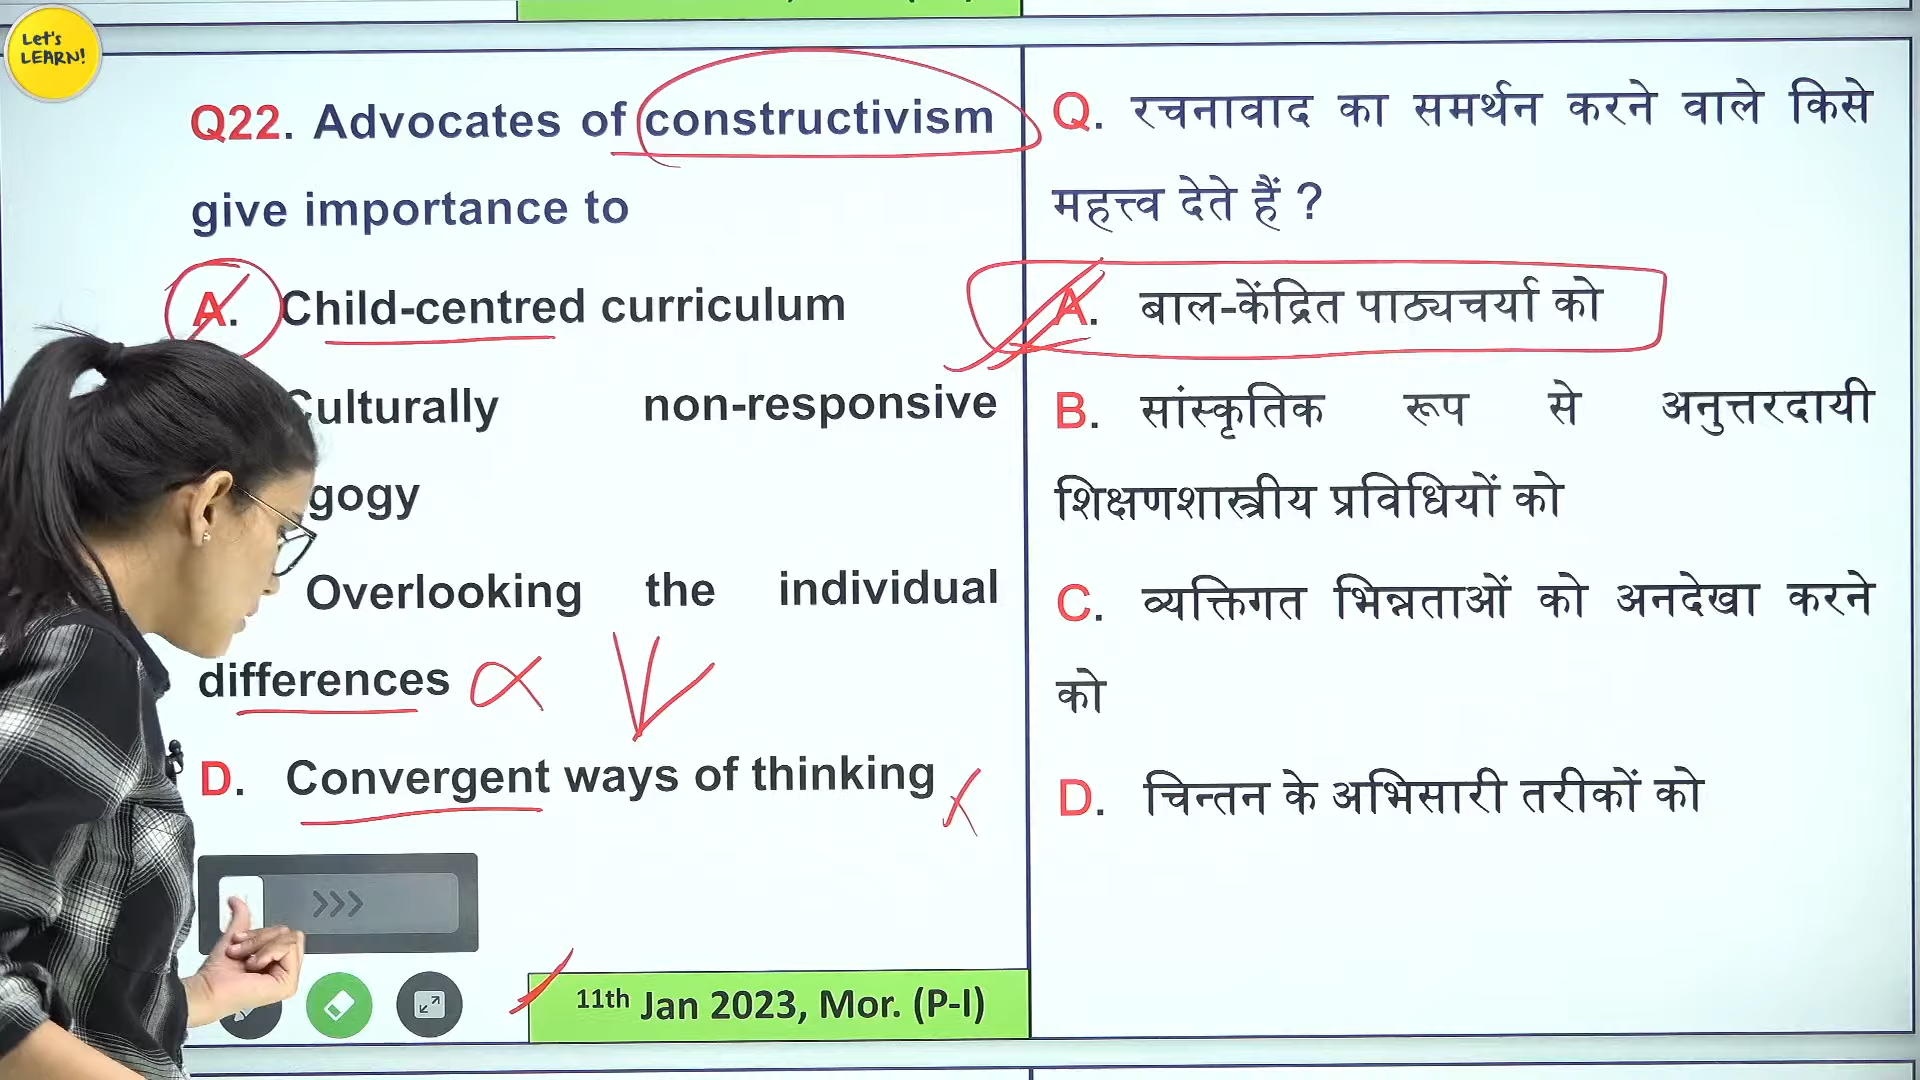 Let's
LEARN!
Q22. Advocates of constructivism
give importance to
A. Child-centred curriculum
Culturally non-responsive
Overlooking the individual
differences
D. Convergent ways of thinking
11th Jan 2023, Mor. (P-I)
Q. रचनावाद का समर्थन करने वाले किसे
महत्त्व देते हैं ?
A. बाल-केंद्रित पाठ्यचर्या को
B. सांस्कृतिक रूप से अनुत्तरदायी
शिक्षणशास्त्रीय प्रविधियों को
C. व्यक्तिगत भिन्नताओं को अनदेखा करने
को
D. चिन्तन के अभिसारी तरीकों को